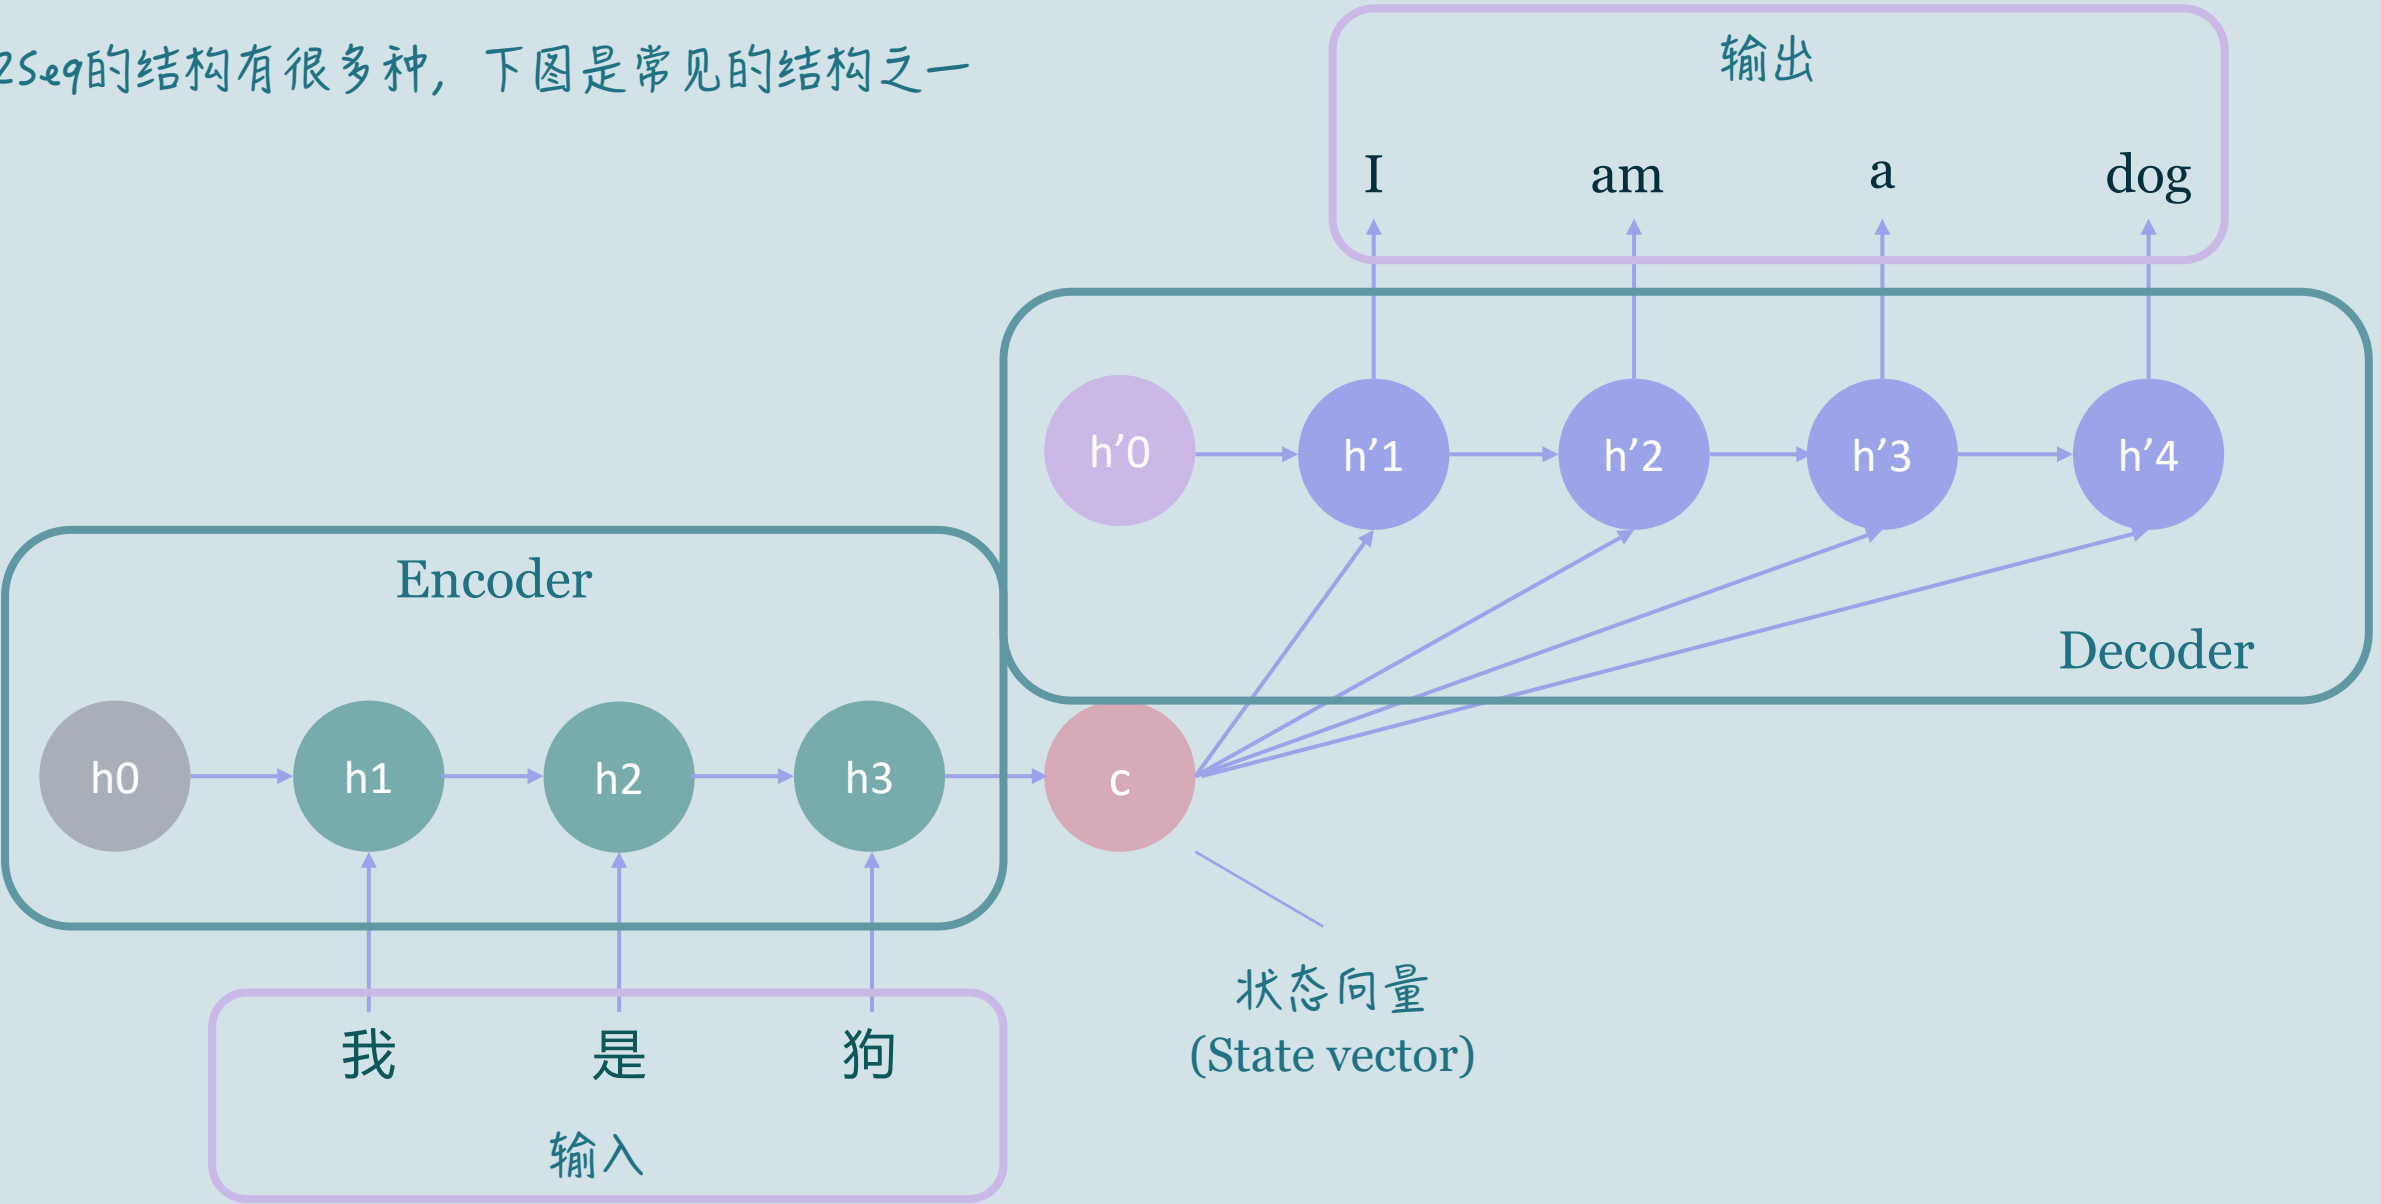 2Seq的结构有很多种，下图是常见的结构之一
输出
I am a dog
h'0 h'1 h'2 h'3 h'4
Encoder
Decoder
h0 h1 h2 h3 c
状态向量
(State vector)
我 是 狗
输入